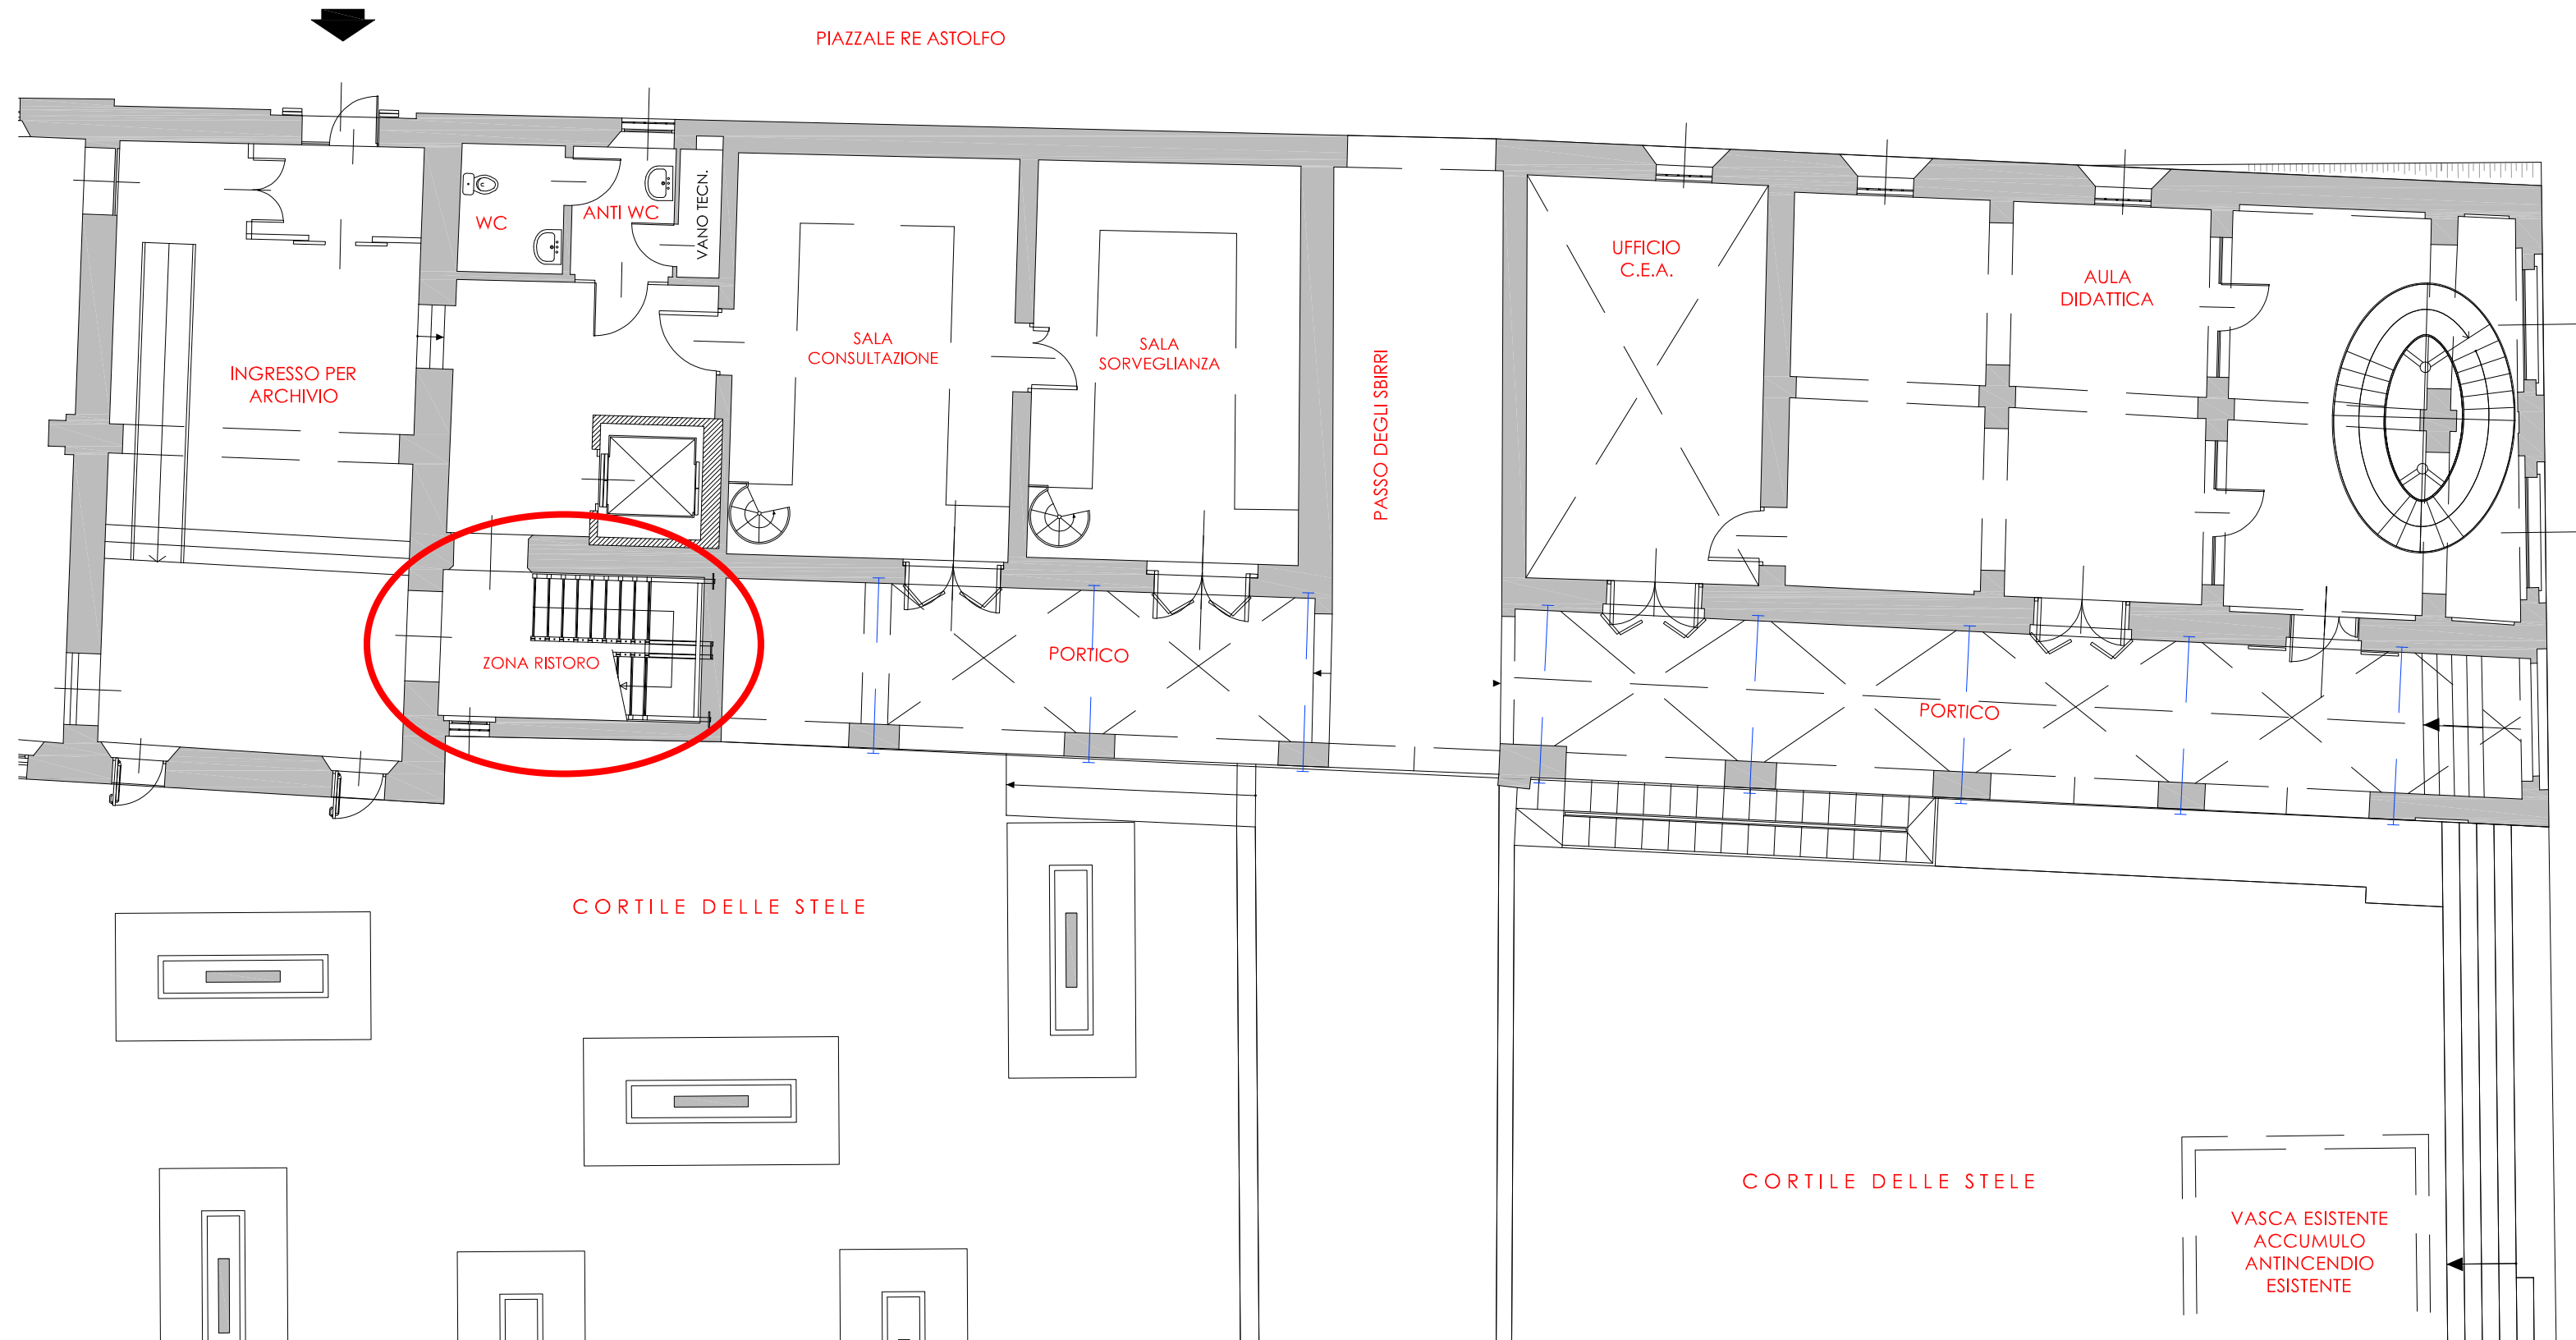 PIAZZALE RE ASTOLFO
WC
ANTI WC
VANO TECN.
INGRESSO PER
ARCHIVIO
SALA
CONSULTAZIONE
SALA
SORVEGLIANZA
PASSO DEGLI SBIRRI
UFFICIO
C.E.A.
AULA
DIDATTICA
ZONA RISTORO
PORTICO
PORTICO
CORTILE DELLE STELE
CORTILE DELLE STELE
VASCA ESISTENTE
ACCUMULO
ANTINCENDIO
ESISTENTE